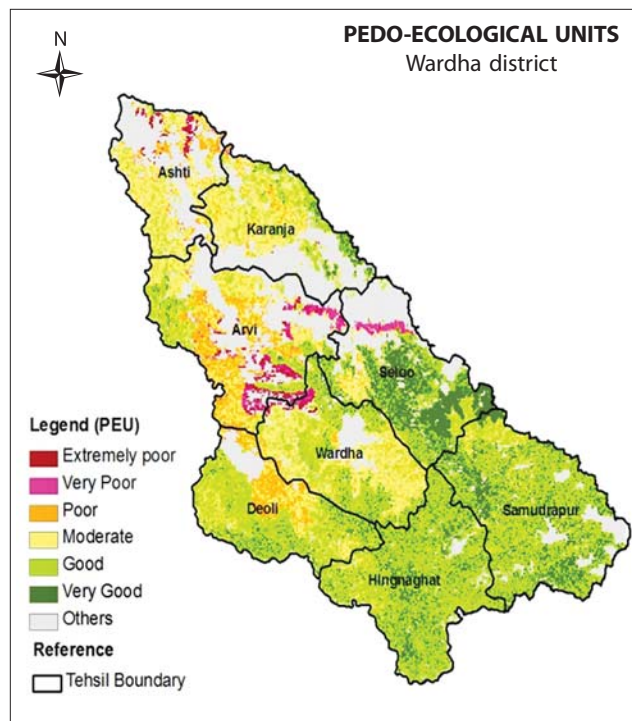 PEDO-ECOLOGICAL UNITS
Wardha district
N
Ashti
Karanja
Arvi
Seloo
Wardha
Deoli
Samudrapur
Hingnaghat
Legend (PEU)
Extremely poor
Very Poor
Poor
Moderate
Good
Very Good
Others
Reference
Tehsil Boundary